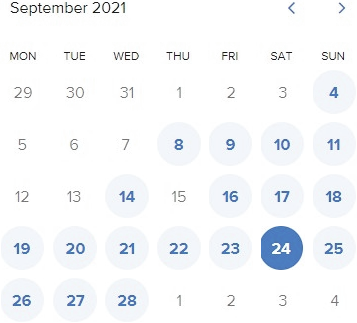 September 2021
MON TUE WED THU FRI SAT SUN
29 30 31 1 2 3 4
5 6 7 8 9 10 11
12 13 14 15 16 17 18
19 20 21 22 23 24 25
26 27 28 1 2 3 4